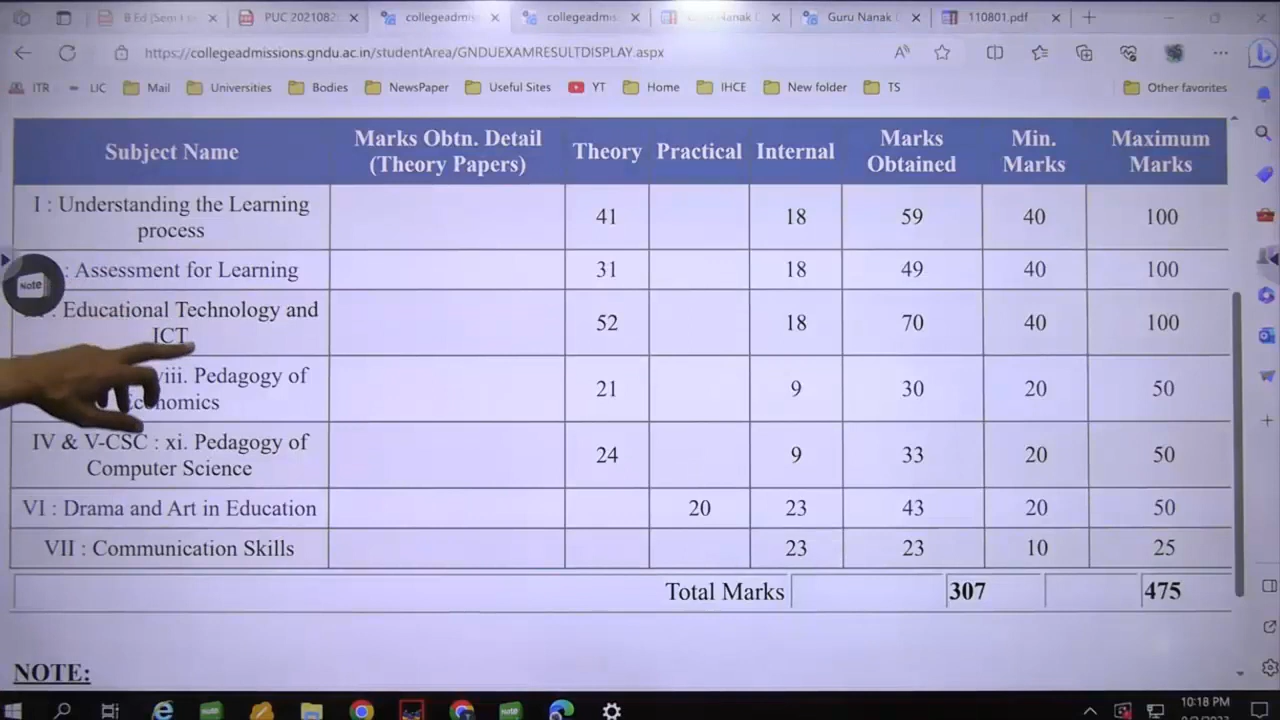 B Ed (Sem I
PUC 2021082
collegeadmis
collegeadmis
Guru Nanak D
110801.pdf
https://collegeadmissions.gndu.ac.in/studentArea/GNDUEXAMRESULTDISPLAY.aspx
ITR
LIC
Mail
Universities
Bodies
NewsPaper
Useful Sites
YT
Home
IHCE
New folder
TS
Other favorites
Subject Name Marks Obtn. Detail (Theory Papers) Theory Practical Internal Marks Obtained Min. Marks Maximum Marks
I : Understanding the Learning
process
41 18 59 40 100
: Assessment for Learning 31 18 49 40 100
: Educational Technology and
ICT
52 18 70 40 100
viii. Pedagogy of
Economics
21 9 30 20 50
IV & V-CSC : xi. Pedagogy of
Computer Science
24 9 33 20 50
VI : Drama and Art in Education 20 23 43 20 50
VII : Communication Skills 23 23 10 25
Total Marks 307 475
NOTE:
Note
10:18 PM